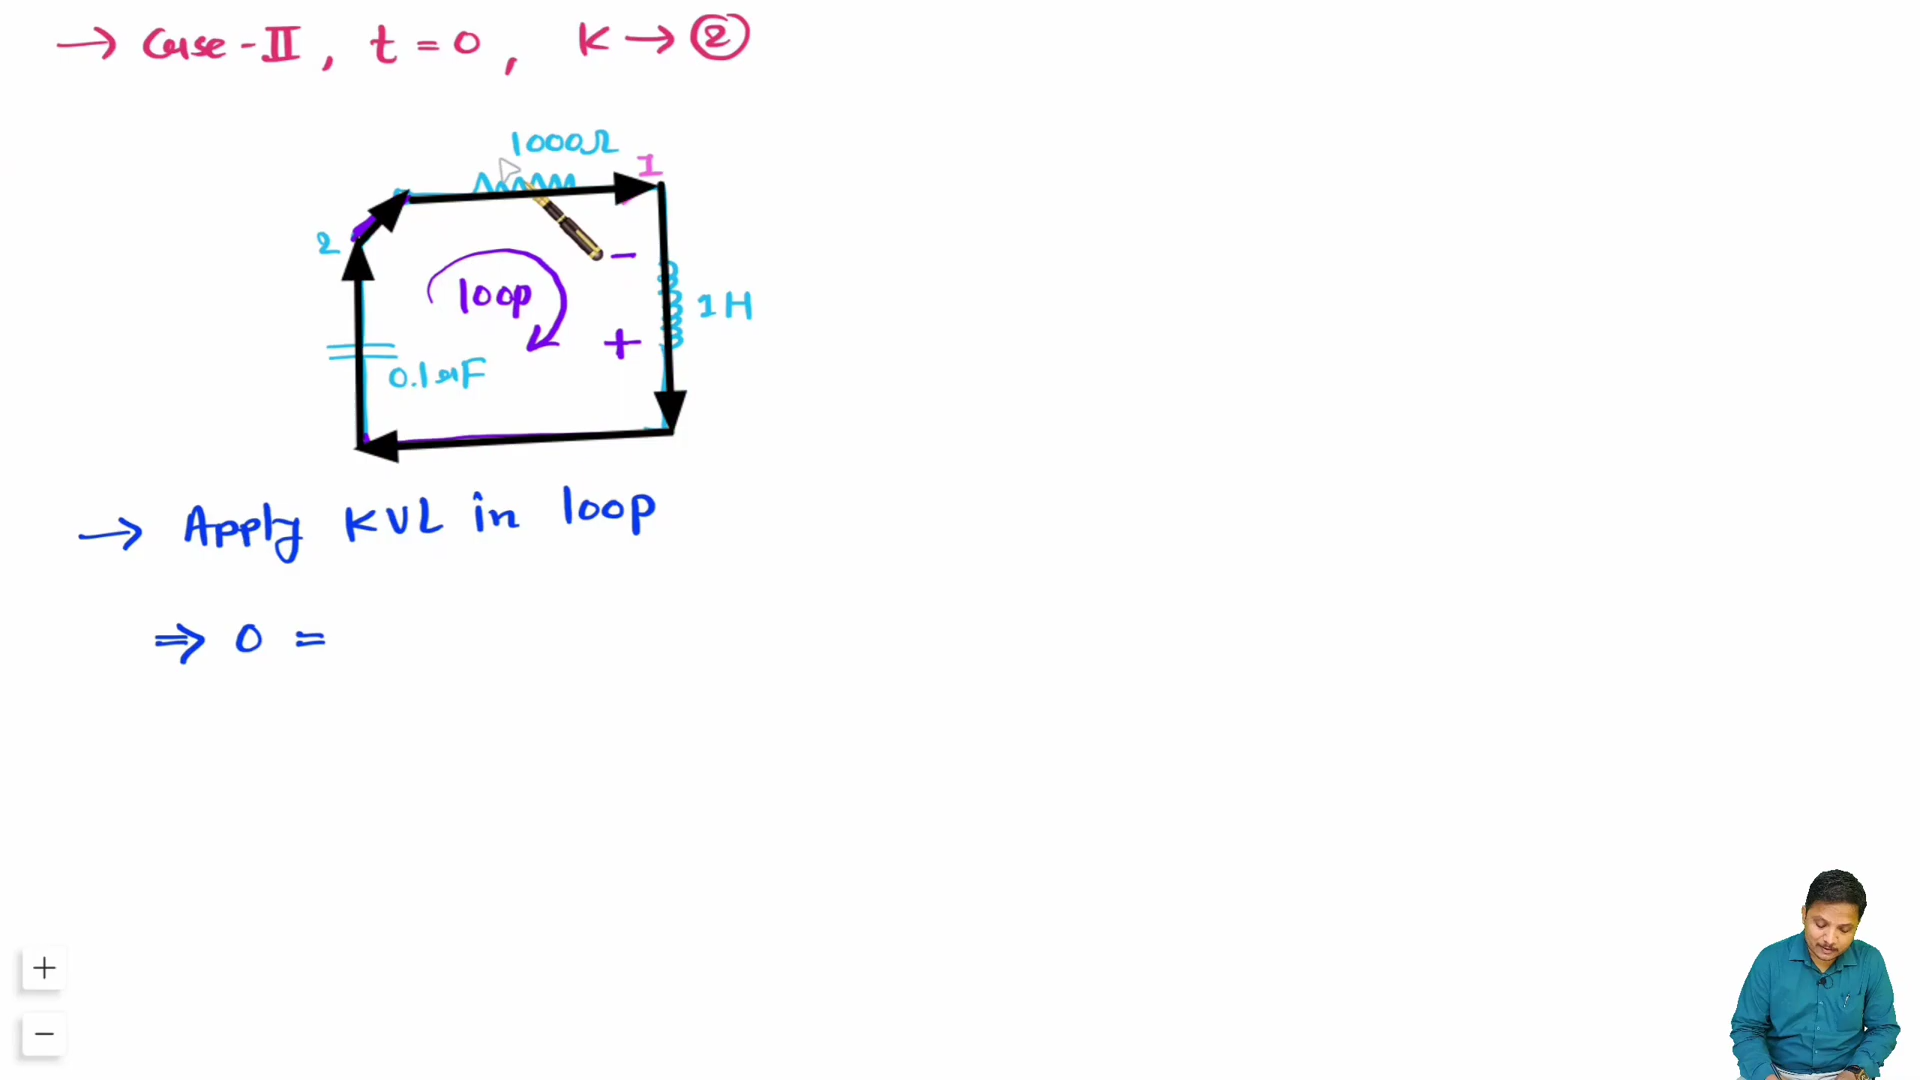 → Case-II, t = 0, K → ②
1000Ω
1
2
-
loop
1H
+
0.1μF
→ Apply KVL in loop
⇒ 0 =
+
−